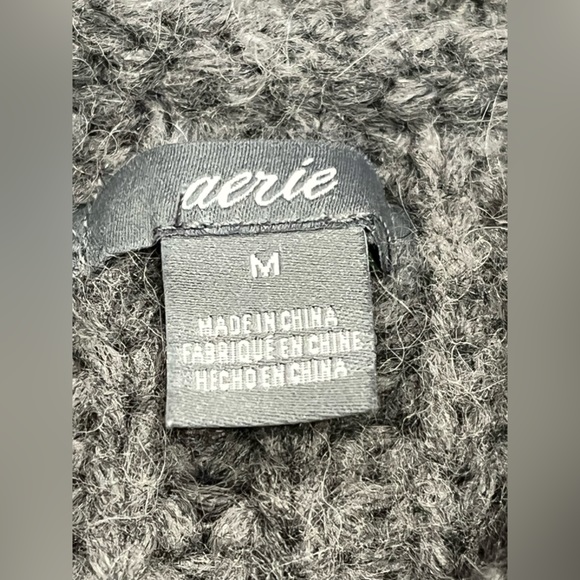 aerie
M
MADE IN CHINA
FABRIQUÉ EN CHINE
HECHO EN CHINA